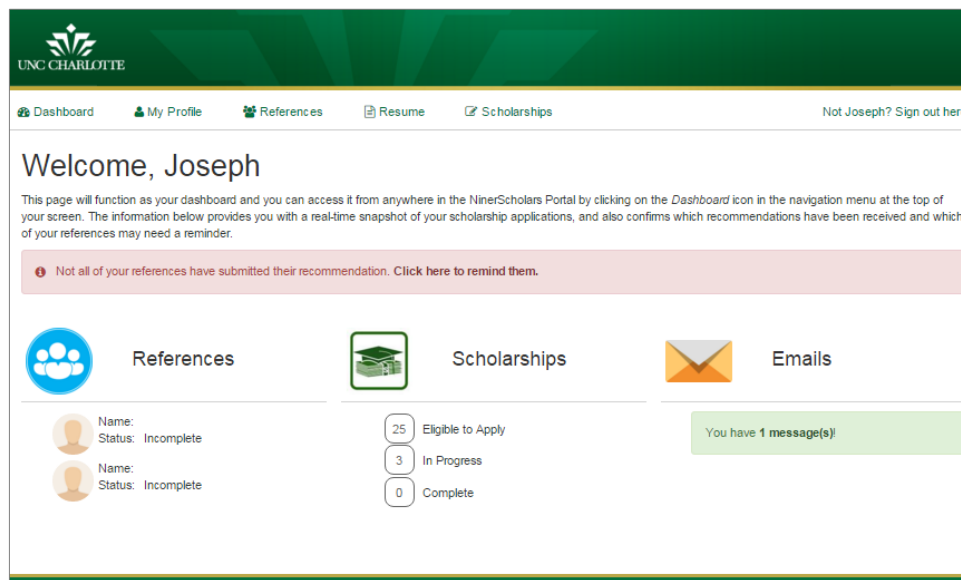 UNC CHARLOTTE
Dashboard My Profile References Resume Scholarships Not Joseph? Sign out her
Welcome, Joseph
This page will function as your dashboard and you can access it from anywhere in the NinerScholars Portal by clicking on the Dashboard icon in the navigation menu at the top of
your screen. The information below provides you with a real-time snapshot of your scholarship applications, and also confirms which recommendations have been received and which
of your references may need a reminder.
Not all of your references have submitted their recommendation. Click here to remind them.
References
Name:
Status: Incomplete
Name:
Status: Incomplete
Scholarships
25 Eligible to Apply
3 In Progress
0 Complete
Emails
You have 1 message(s)!